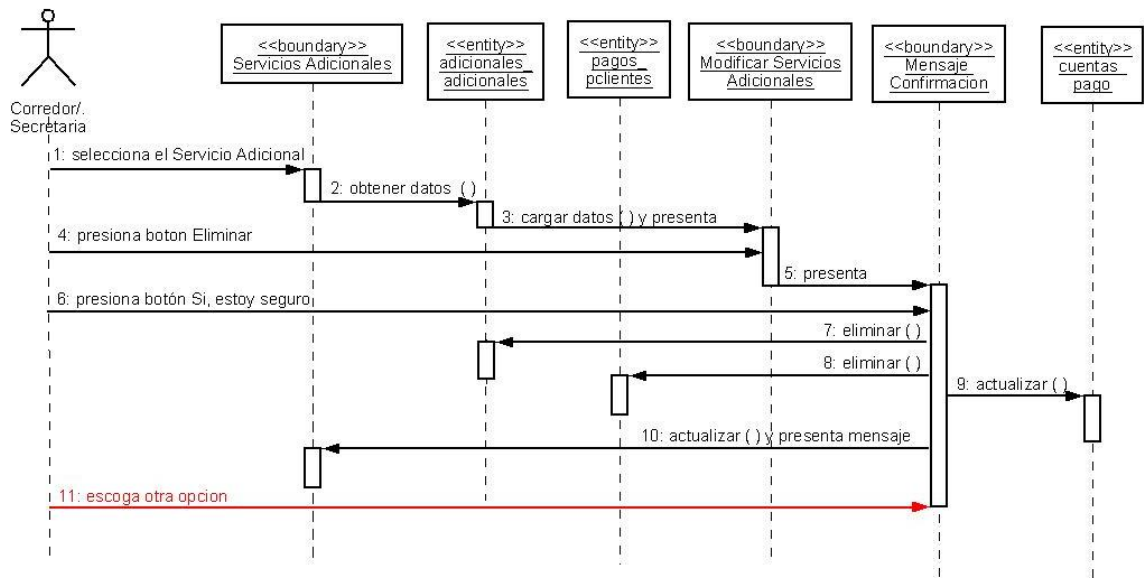 <<boundary>>
Servicios Adicionales
<<entity>>
adicionales_
adicionales
<<entity>>
pagos_
pclientes
<<boundary>>
Modificar Servicios
Adicionales
<<boundary>>
Mensaje
Confirmacion
<<entity>>
cuentas_
pago
Corredor/.
Secretaria
1: selecciona el Servicio Adicional
2: obtener datos ( )
3: cargar datos ( ) y presenta
4: presiona boton Eliminar
5: presenta
6: presiona botón Si, estoy seguro
7: eliminar ( )
8: eliminar ( )
9: actualizar ( )
10: actualizar ( ) y presenta mensaje
11: escoga otra opcion